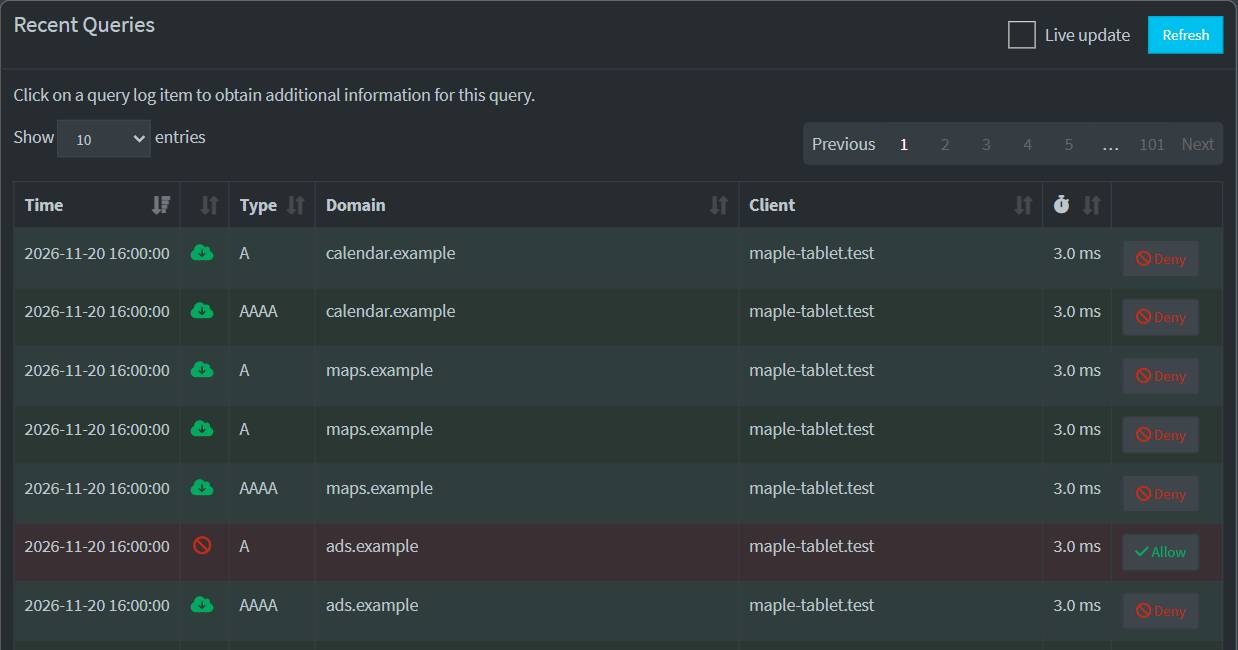 Recent Queries
Live update
Refresh
Click on a query log item to obtain additional information for this query.
Show 10 entries
Previous 1 2 3 4 5 ... 101 Next
Time Type Domain Client
2026-11-20 16:00:00 A calendar.example maple-tablet.test 3.0 ms Deny
2026-11-20 16:00:00 AAAA calendar.example maple-tablet.test 3.0 ms Deny
2026-11-20 16:00:00 A maps.example maple-tablet.test 3.0 ms Deny
2026-11-20 16:00:00 A maps.example maple-tablet.test 3.0 ms Deny
2026-11-20 16:00:00 AAAA maps.example maple-tablet.test 3.0 ms Deny
2026-11-20 16:00:00 A ads.example maple-tablet.test 3.0 ms Allow
2026-11-20 16:00:00 AAAA ads.example maple-tablet.test 3.0 ms Deny